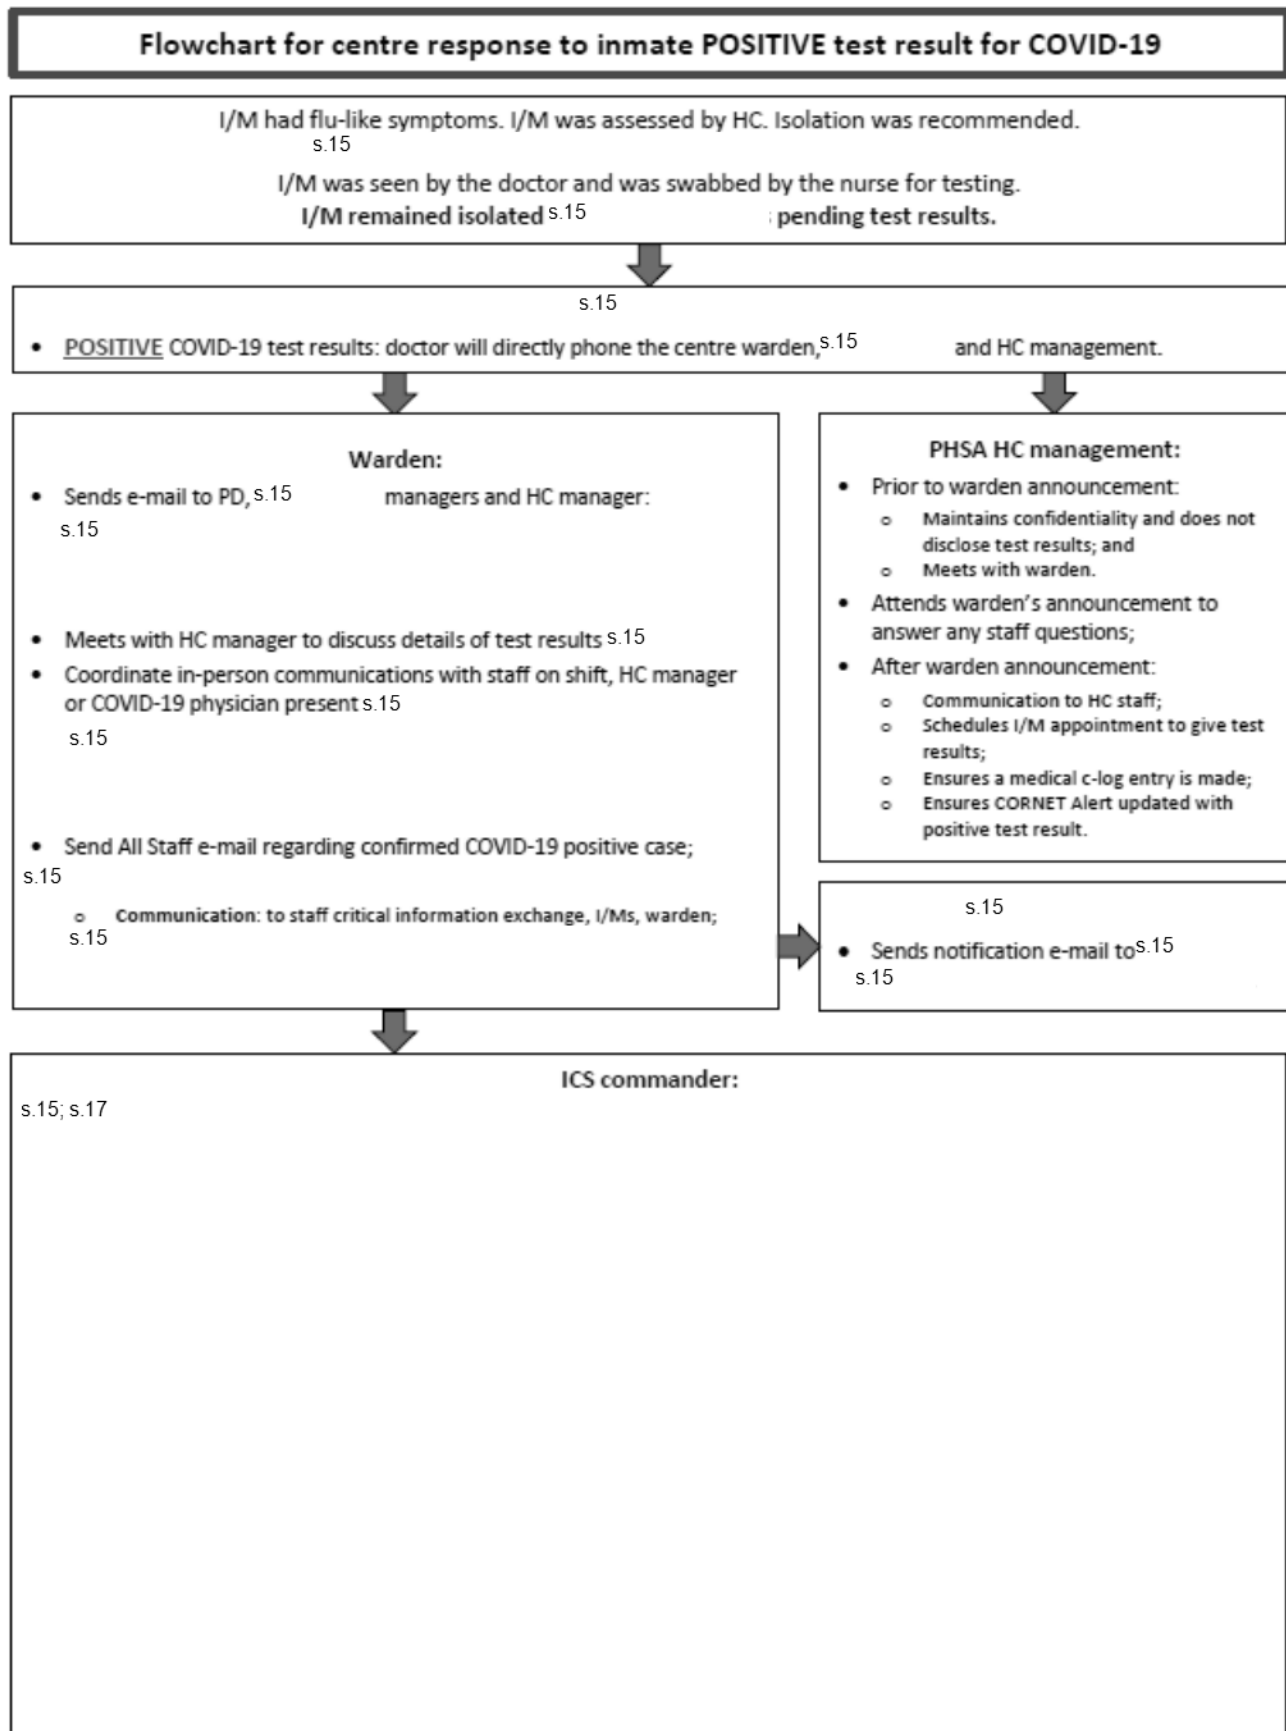 Flowchart for centre response to inmate POSITIVE test result for COVID-19
I/M had flu-like symptoms. I/M was assessed by HC. Isolation was recommended.
s.15
I/M was seen by the doctor and was swabbed by the nurse for testing.
I/M remained isolated s.15 pending test results.
s.15
• POSITIVE COVID-19 test results: doctor will directly phone the centre warden, s.15 and HC management.
Warden:
• Sends e-mail to PD, s.15 managers and HC manager:
s.15
• Meets with HC manager to discuss details of test results s.15
• Coordinate in-person communications with staff on shift, HC manager
or COVID-19 physician present s.15
s.15
• Send All Staff e-mail regarding confirmed COVID-19 positive case;
s.15
o Communication: to staff critical information exchange, I/Ms, warden;
s.15
PHSA HC management:
• Prior to warden announcement:
o Maintains confidentiality and does not
disclose test results; and
o Meets with warden.
• Attends warden's announcement to
answer any staff questions;
• After warden announcement:
o Communication to HC staff;
o Schedules I/M appointment to give test
results;
o Ensures a medical c-log entry is made;
o Ensures CORNET Alert updated with
positive test result.
s.15
• Sends notification e-mail to s.15
s.15
ICS commander:
s.15; s.17